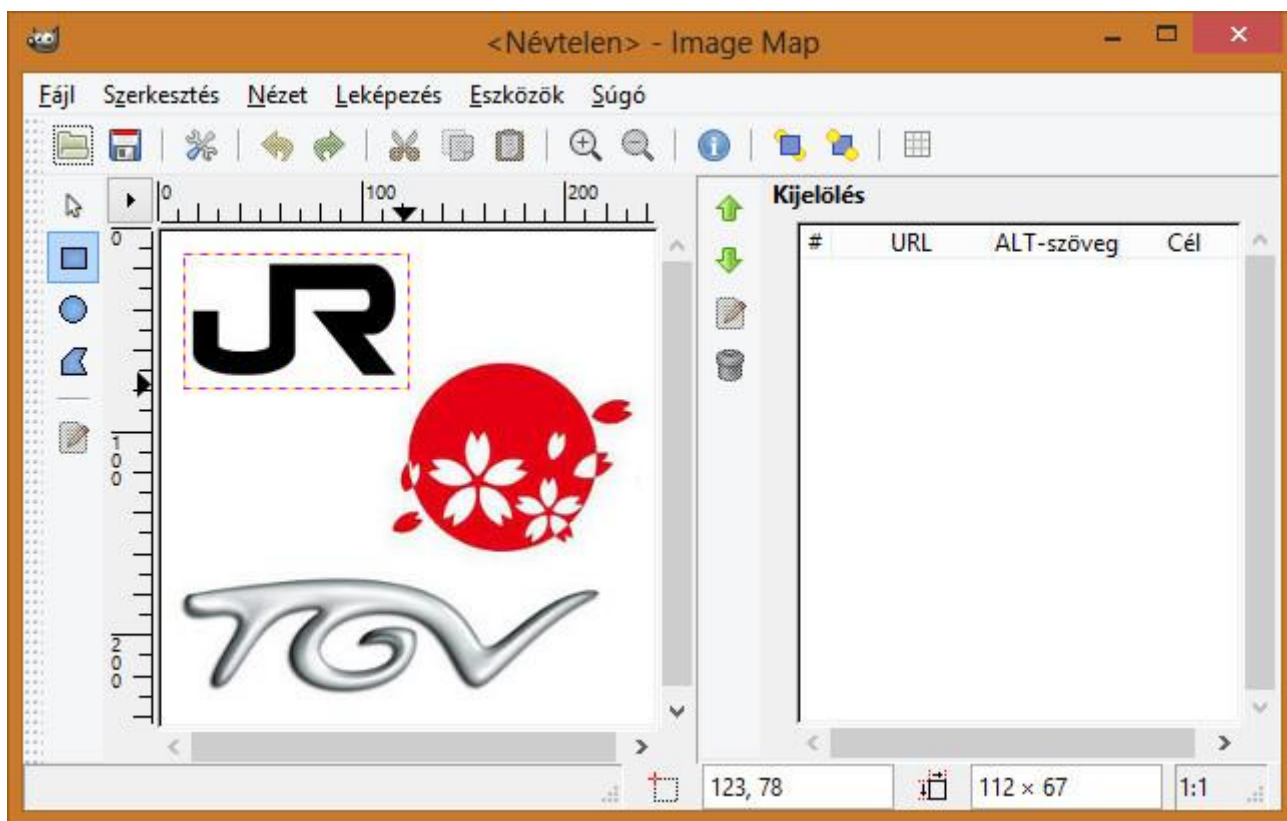 <Névtelen> - Image Map
Fájl Szerkesztés Nézet Leképezés Eszközök Súgó
0 100 200
Kijelölés
# URL ALT-szöveg Cél
0
JR
100
TGV
200
123, 78 112 × 67 1:1